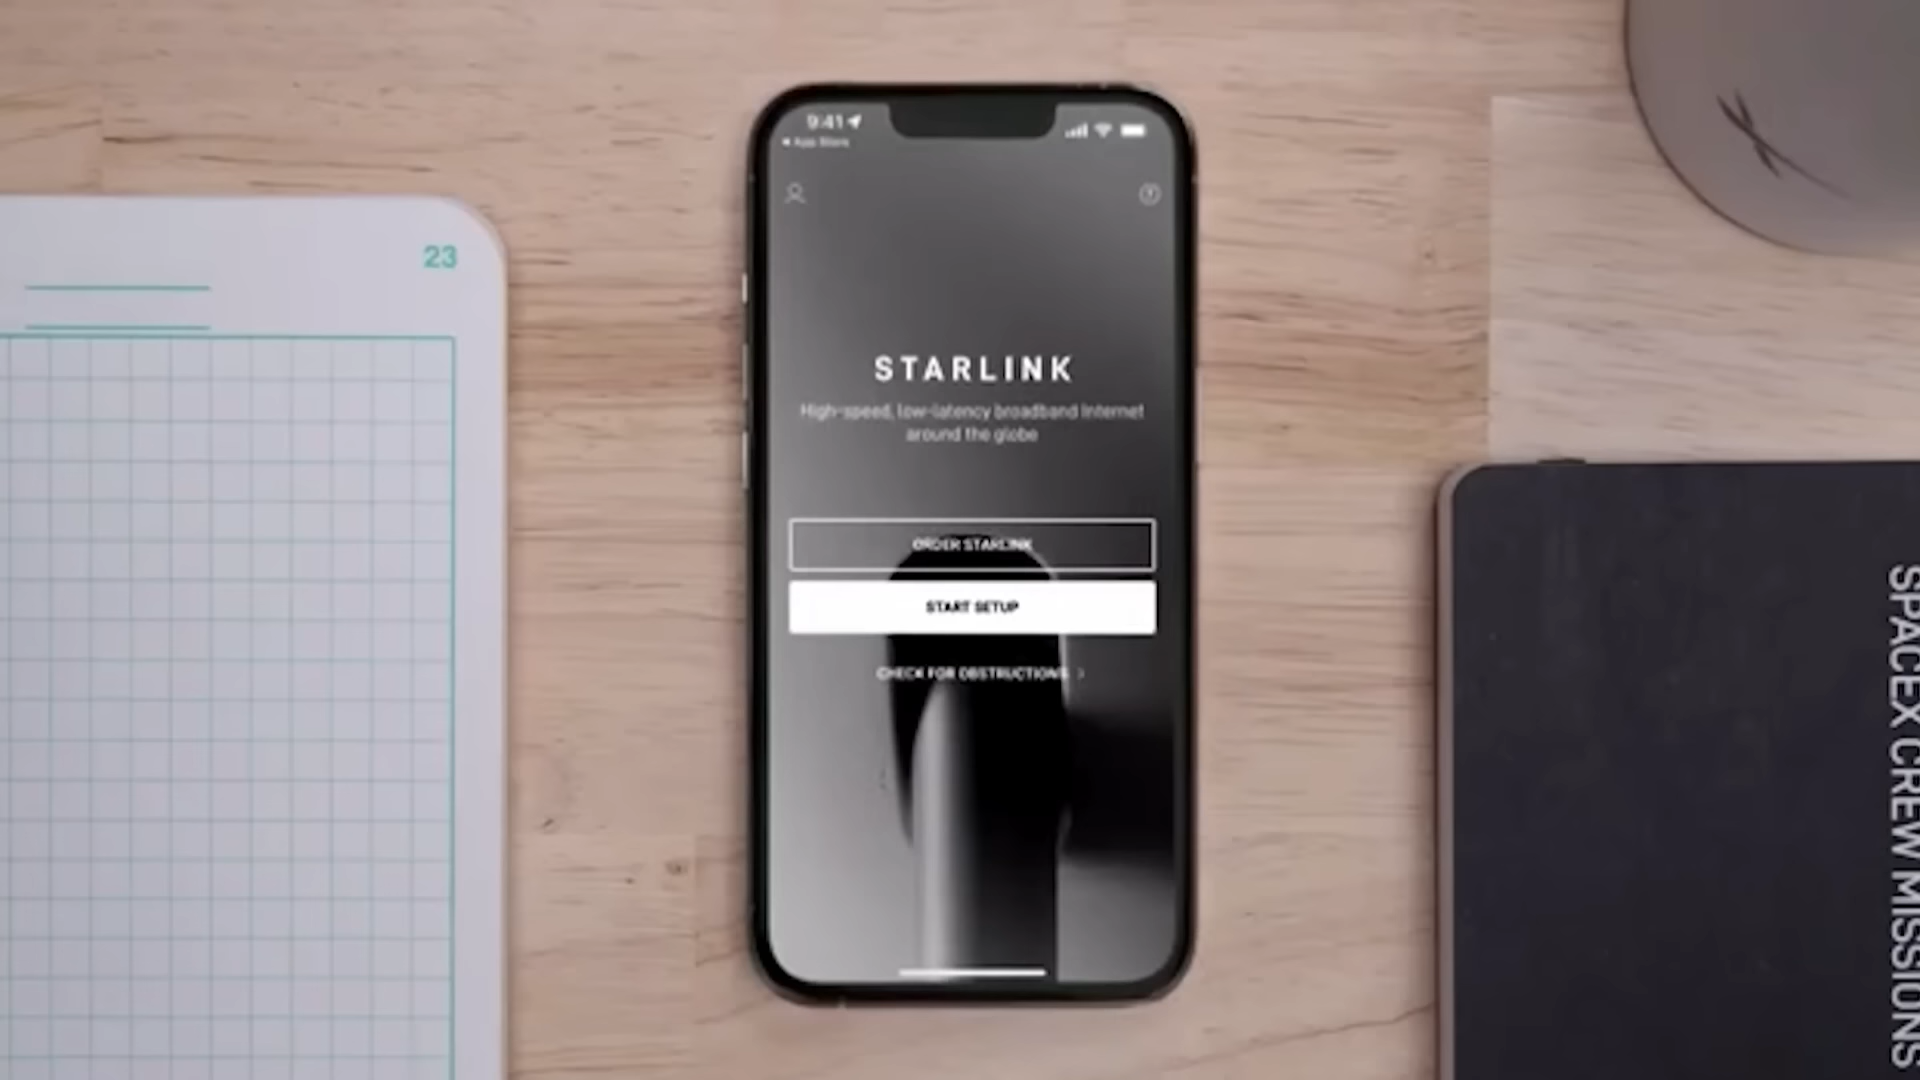 23
9:41
App Store
STARLINK
High-speed, low-latency broadband Internet
around the globe
ORDER STARLINK
START SETUP
CHECK FOR OBSTRUCTIONS
SPACEX CREW MISSIONS